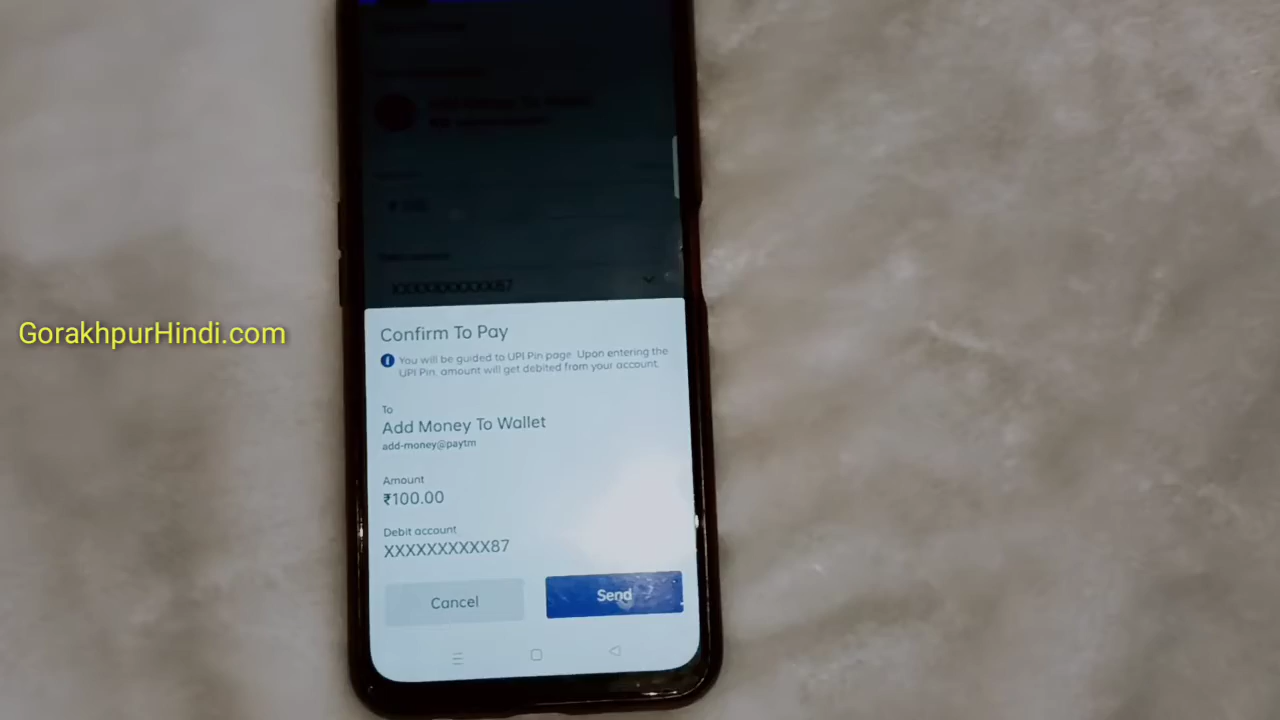 XXXXXXXXXX87
GorakhpurHindi.com
Confirm To Pay
You will be guided to UPI Pin page. Upon entering the
UPI Pin, amount will get debited from your account.
To
Add Money To Wallet
add-money@paytm
Amount
₹100.00
Debit account
XXXXXXXXXX87
Cancel
Send